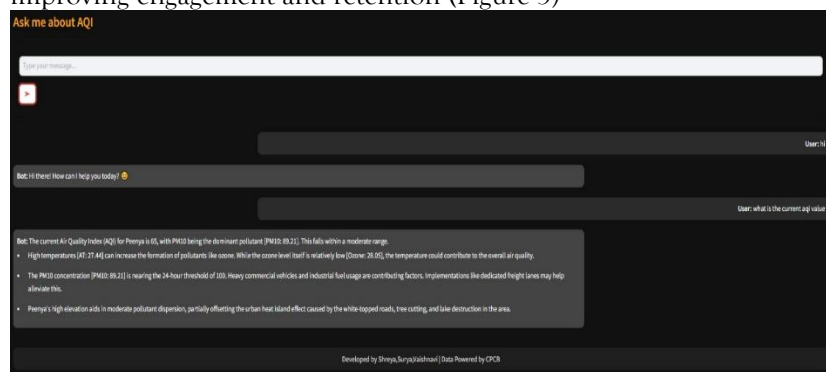 improving engagement and retention (Figure 5)
Ask me about AQI
Type your message...
User: hi
Bot: Hi there! How can I help you today? 😀
User: what is the current aqi value
Bot: The current Air Quality Index (AQI) for Peenya is 65, with PM10 being the dominant pollutant [PM10: 89.21]. This falls within a moderate range.
• High temperatures [AT: 27.44] can increase the formation of pollutants like ozone. While the ozone level itself is relatively low [Ozone: 28.05], the temperature could contribute to the overall air quality.
• The PM10 concentration [PM10: 89.21] is nearing the 24-hour threshold of 100. Heavy commercial vehicles and industrial fuel usage are contributing factors. Implementations like dedicated freight lanes may help
alleviate this.
• Peenya's high elevation aids in moderate pollutant dispersion, partially offsetting the urban heat island effect caused by the white-topped roads, tree cutting, and lake destruction in the area.
Developed by Shreya,Surya,Vaishnavi | Data Powered by CPCB